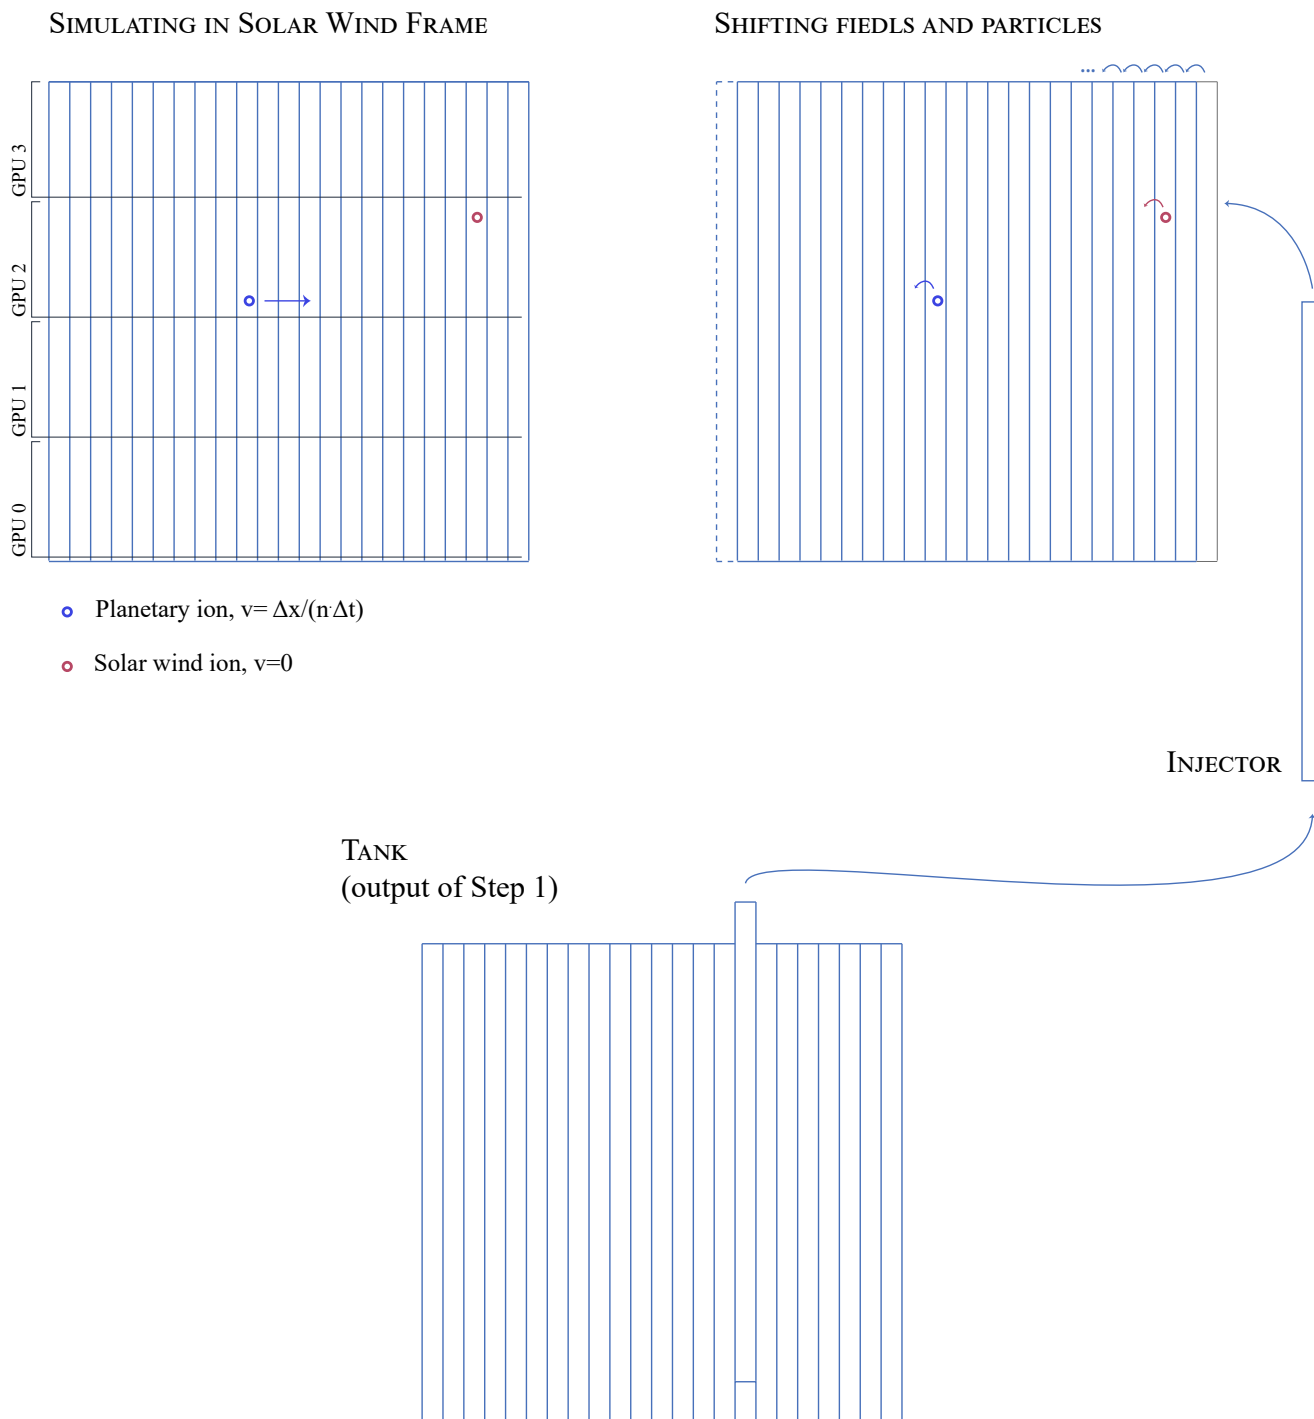 Simulating in Solar Wind Frame
Shifting fiedls and particles
...
GPU 3
GPU 2
GPU 1
GPU 0
Planetary ion, v= Δx/(n·Δt)
Solar wind ion, v=0
Injector
Tank
(output of Step 1)